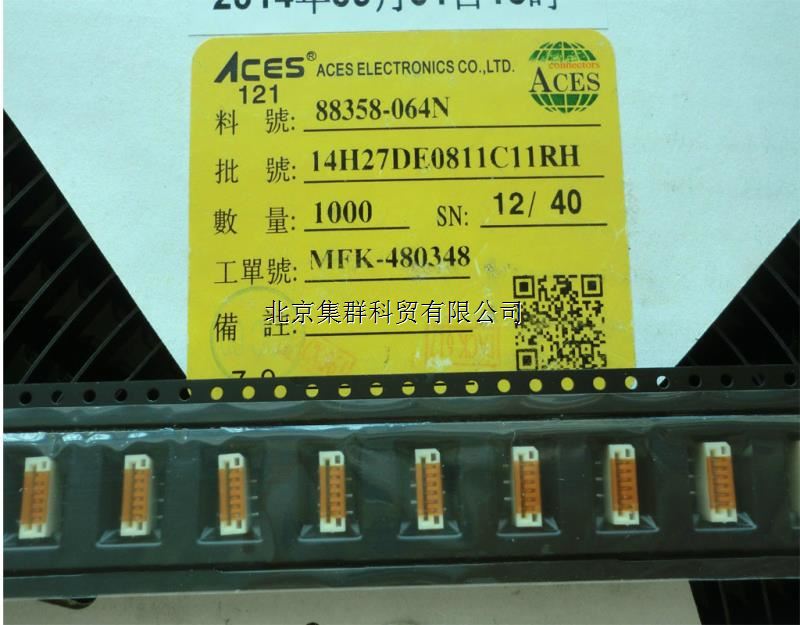 ACES® ACES ELECTRONICS CO.,LTD.
connectors
ACES
121
料 號: 88358-064N
批 號: 14H27DE0811C11RH
數 量: 1000 SN: 12/ 40
工單號: MFK-480348
北京集群科贸有限公司
備 註: